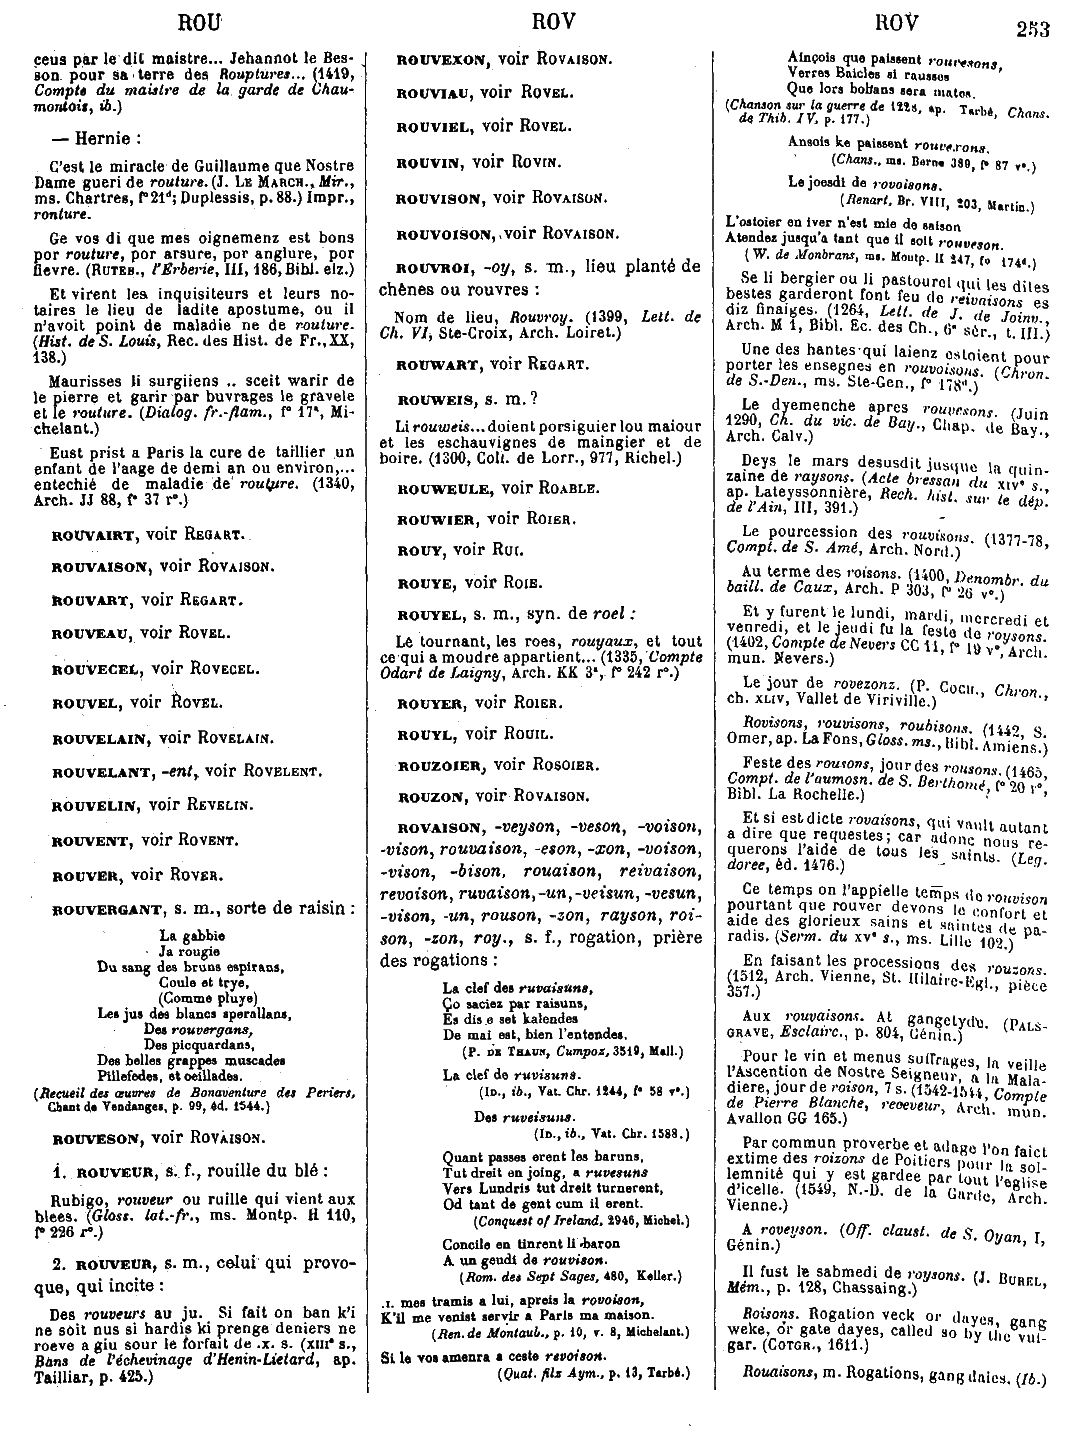 ROU
ROV
ROV
253
ceus par le dit maistre... Jehannot le Bes-
son pour sa terre des Rouptures... (1419,
Compte du maistre de la garde de Chau-
montois, ib.)
— Hernie :
C'est le miracle de Guillaume que Nostre
Dame gueri de routure. (J. LE MARCH., Mir.,
ms. Chartres, f° 21ᵈ; Duplessis, p. 88.) Impr.,
ronture.
Ge vos di que mes oignemenz est bons
por routure, por arsure, por anglure, por
fievre. (RUTEB., l'Erberie, III, 186, Bibl. elz.)
Et virent les inquisiteurs et leurs no-
taires le lieu de ladite apostume, ou il
n'avoit point de maladie ne de routure.
(Hist. de S. Louis, Rec. des Hist. de Fr., XX,
138.)
Maurisses li surgiiens .. sceit warir de
le pierre et garir par buvrages le gravele
et le routure. (Dialog. fr.-flam., f° 17ᵃ, Mi-
chelant.)
Eust prist a Paris la cure de taillier un
enfant de l'aage de demi an ou environ,...
entechié de maladie de routure. (1340,
Arch. JJ 88, f° 37 r°.)
ROUVAIRT, voir REGART.
ROUVAISON, voir ROVAISON.
ROUVART, voir REGART.
ROUVEAU, voir ROVEL.
ROUVECEL, voir ROVECEL.
ROUVEL, voir ROVEL.
ROUVELAIN, voir ROVELAIN.
ROUVELANT, -ent, voir ROVELENT.
ROUVELIN, voir REVELIN.
ROUVENT, voir ROVENT.
ROUVER, voir ROVER.
ROUVERGANT, s. m., sorte de raisin :
La gabbie
Ja rougie
Du sang des bruns espirans,
Coule et trye,
(Comme pluye)
Les jus des blancs sperallans,
Des rouvergans,
Des picquardans,
Des belles grappes muscades
Pillefedes, et oeillades.
(Recueil des œuvres de Bonaventure des Periers,
Chant de Vendanges, p. 99, éd. 1544.)
ROUVESON, voir ROVAISON.
1. ROUVEUR, s. f., rouille du blé :
Rubigo, rouveur ou ruille qui vient aux
blees. (Gloss. lat.-fr., ms. Montp. H 110,
f° 226 r°.)
2. ROUVEUR, s. m., celui qui provo-
que, qui incite :
Des rouveurs au ju. Si fait on ban k'i
ne soit nus si hardis ki prenge deniers ne
roeve a giu sour le forfait de .x. s. (XIIIᵉ s.,
Bans de l'échevinage d'Henin-Lietard, ap.
Tailliar, p. 425.)
ROUVEXON, voir ROVAISON.
ROUVIAU, voir ROVEL.
ROUVIEL, voir ROVEL.
ROUVIN, voir ROVIN.
ROUVISON, voir ROVAISON.
ROUVOISON, voir ROVAISON.
ROUVROI, -oy, s. m., lieu planté de
chênes ou rouvres :
Nom de lieu, Rouvroy. (1399, Lett. de
Ch. VI, Ste-Croix, Arch. Loiret.)
ROUWART, voir REGART.
ROUWEIS, s. m. ?
Li rouweis... doient porsiguier lou maiour
et les eschauvignes de maingier et de
boire. (1300, Coll. de Lorr., 977, Richel.)
ROUWEULE, voir ROABLE.
ROUWIER, voir ROIER.
ROUY, voir RUI.
ROUYE, voir ROIE.
ROUYEL, s. m., syn. de roel :
Le tournant, les roes, rouyaux, et tout
ce qui a moudre appartient... (1335, Compte
Odart de Laigny, Arch. KK 3ᵃ, f° 242 r°.)
ROUYER, voir ROIER.
ROUYL, voir ROUIL.
ROUZOIER, voir ROSOIER.
ROUZON, voir ROVAISON.
ROVAISON, -veyson, -veson, -voison,
-vison, rouvaison, -eson, -xon, -voison,
-vison, -bison, rouaison, reivaison,
revoison, ruvaison, -un, -veisun, -vesun,
-vison, -un, rouson, -zon, rayson, roi-
son, -zon, roy., s. f., rogation, prière
des rogations :
La clef des ruvaisuns,
Ço saciez par raisuns,
Es dis e set kalendes
De mai est, bien l'entendes.
(P. DE THAUN, Cumpoz, 3519, Mall.)
La clef de ruvisuns.
(ID., ib., Vat. Chr. 1244, f° 58 r°.)
Des ruveisuns.
(ID., ib., Vat. Chr. 1588.)
Quant passes erent les baruns,
Tut dreit en joing, a ruvesuns
Vers Lundris tut dreit turnerent,
Od tant de gent cum il erent.
(Conquest of Ireland, 2946, Michel.)
Concile en tinrent li baron
A un geudi de rouvison.
(Rom. des Sept Sages, 480, Keller.)
.I. mes tramis a lui, apreis la rovoison,
K'il me venist servir a Paris ma maison.
(Ren. de Montaub., p. 10, v. 8, Michelant.)
Si le vos amenra a ceste revoison.
(Quat. fils Aym., p. 13, Tarbé.)
Ainçois que paissent rouvesons,
Verres Baicles si rausses
Que lors bobans sera matos.
(Chanson sur la guerre de 1228, ap. Tarbé, Chans.
de Thib. IV, p. 177.)
Ansois ke paissent rouverons.
(Chans., ms. Berne 389, f° 87 v°.)
Le joesdi de rovoisons.
(Renart, Br. VIII, 203, Martin.)
L'ostoier en iver n'est mie de saison
Atendez jusqu'a tant que il soit rouveson.
(W. de Monbrans, ms. Montp. H 247, f° 174ᵈ.)
Se li bergier ou li pastourel qui les dites
bestes garderont font feu de reivaisons es
diz finaiges. (1264, Lett. de J. de Joinv.,
Arch. M 1, Bibl. Ec. des Ch., 6ᵉ sér., t. III.)
Une des hantes qui laienz estoient pour
porter les ensegnes en rouvoisons. (Chron.
de S.-Den., ms. Ste-Gen., f° 178ᵈ.)
Le dyemenche apres rouvesons. (Juin
1290, Ch. du vic. de Bay., Chap. de Bay.,
Arch. Calv.)
Deys le mars desusdit jusque la quin-
zaine de raysons. (Acte bressan du XIVᵉ s.,
ap. Lateyssonnière, Rech. hist. sur le dép.
de l'Ain, III, 391.)
Le pourcession des rouvisons. (1377-78,
Compt. de S. Amé, Arch. Nord.)
Au terme des roisons. (1400, Denombr. du
baill. de Caux, Arch. P 303, f° 26 v°.)
Et y furent le lundi, mardi, mercredi et
venredi, et le jeudi fu la feste de roysons.
(1402, Compte de Nevers CC 11, f° 19 v°, Arch.
mun. Nevers.)
Le jour de rovezonz. (P. COCH., Chron.,
ch. XLIV, Vallet de Viriville.)
Rovisons, rouvisons, roubisons. (1442, S.
Omer, ap. La Fons, Gloss. ms., Bibl. Amiens.)
Feste des rousons, jour des rousons. (1465,
Compt. de l'aumosn. de S. Berthomé, f° 20 r°,
Bibl. La Rochelle.)
Et si est dicte rovaisons, qui vault autant
a dire que requestes; car adonc nous re-
querons l'aide de tous les saints. (Leg.
doree, éd. 1476.)
Ce temps on l'appielle temps de rouvison
pourtant que rouver devons le confort et
aide des glorieux sains et saintes de pa-
radis. (Serm. du XVᵉ s., ms. Lille 102.)
En faisant les processions des rouzons.
(1512, Arch. Vienne, St. Hilaire-Egl., pièce
357.)
Aux rouvaisons. At gangetydu. (PALS-
GRAVE, Esclairc., p. 804, Génin.)
Pour le vin et menus suffrages, la veille
l'Ascention de Nostre Seigneur, a la Mala-
diere, jour de roison, 7 s. (1542-1544, Compte
de Pierre Blanche, receveur, Arch. mun.
Avallon GG 165.)
Par commun proverbe et adage l'on faict
extime des roizons de Poitiers pour la sol-
lemnité qui y est gardee par tout l'eglise
d'icelle. (1549, N.-D. de la Garde, Arch.
Vienne.)
A roveyson. (Off. claust. de S. Oyan, I,
Génin.)
Il fust le sabmedi de roysons. (J. BUREL,
Mém., p. 128, Chassaing.)
Roisons. Rogation veck or dayes, gang
weke, or gate dayes, called so by the vul-
gar. (COTGR., 1611.)
Rouaisons, m. Rogations, gang daies. (Ib.)